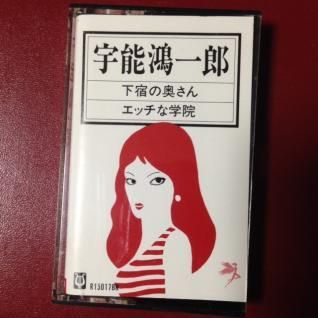 宇能鴻一郎
下宿の奥さん
エッチな学院